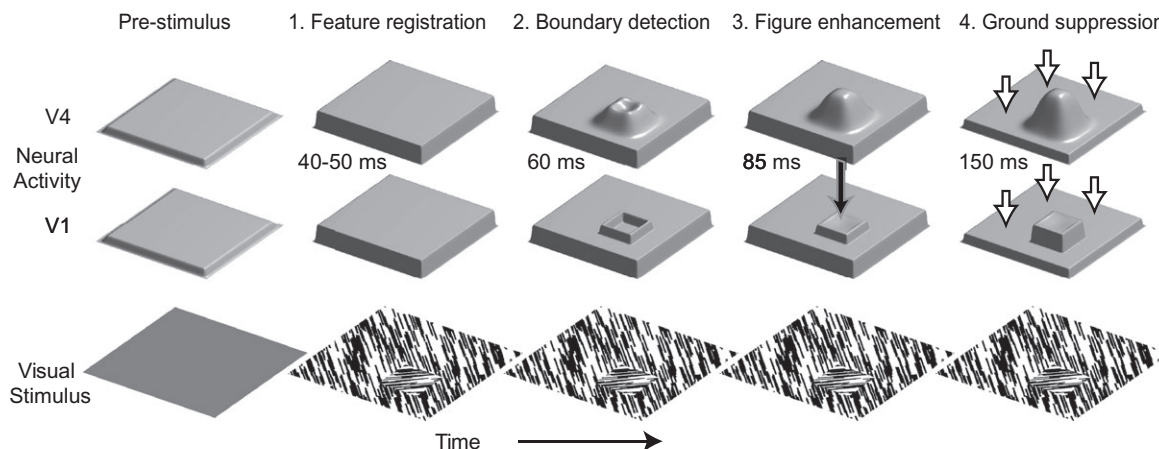 Pre-stimulus
1. Feature registration
2. Boundary detection
3. Figure enhancement
4. Ground suppression
V4
Neural
Activity
V1
40-50 ms
60 ms
85 ms
150 ms
Visual
Stimulus
Time